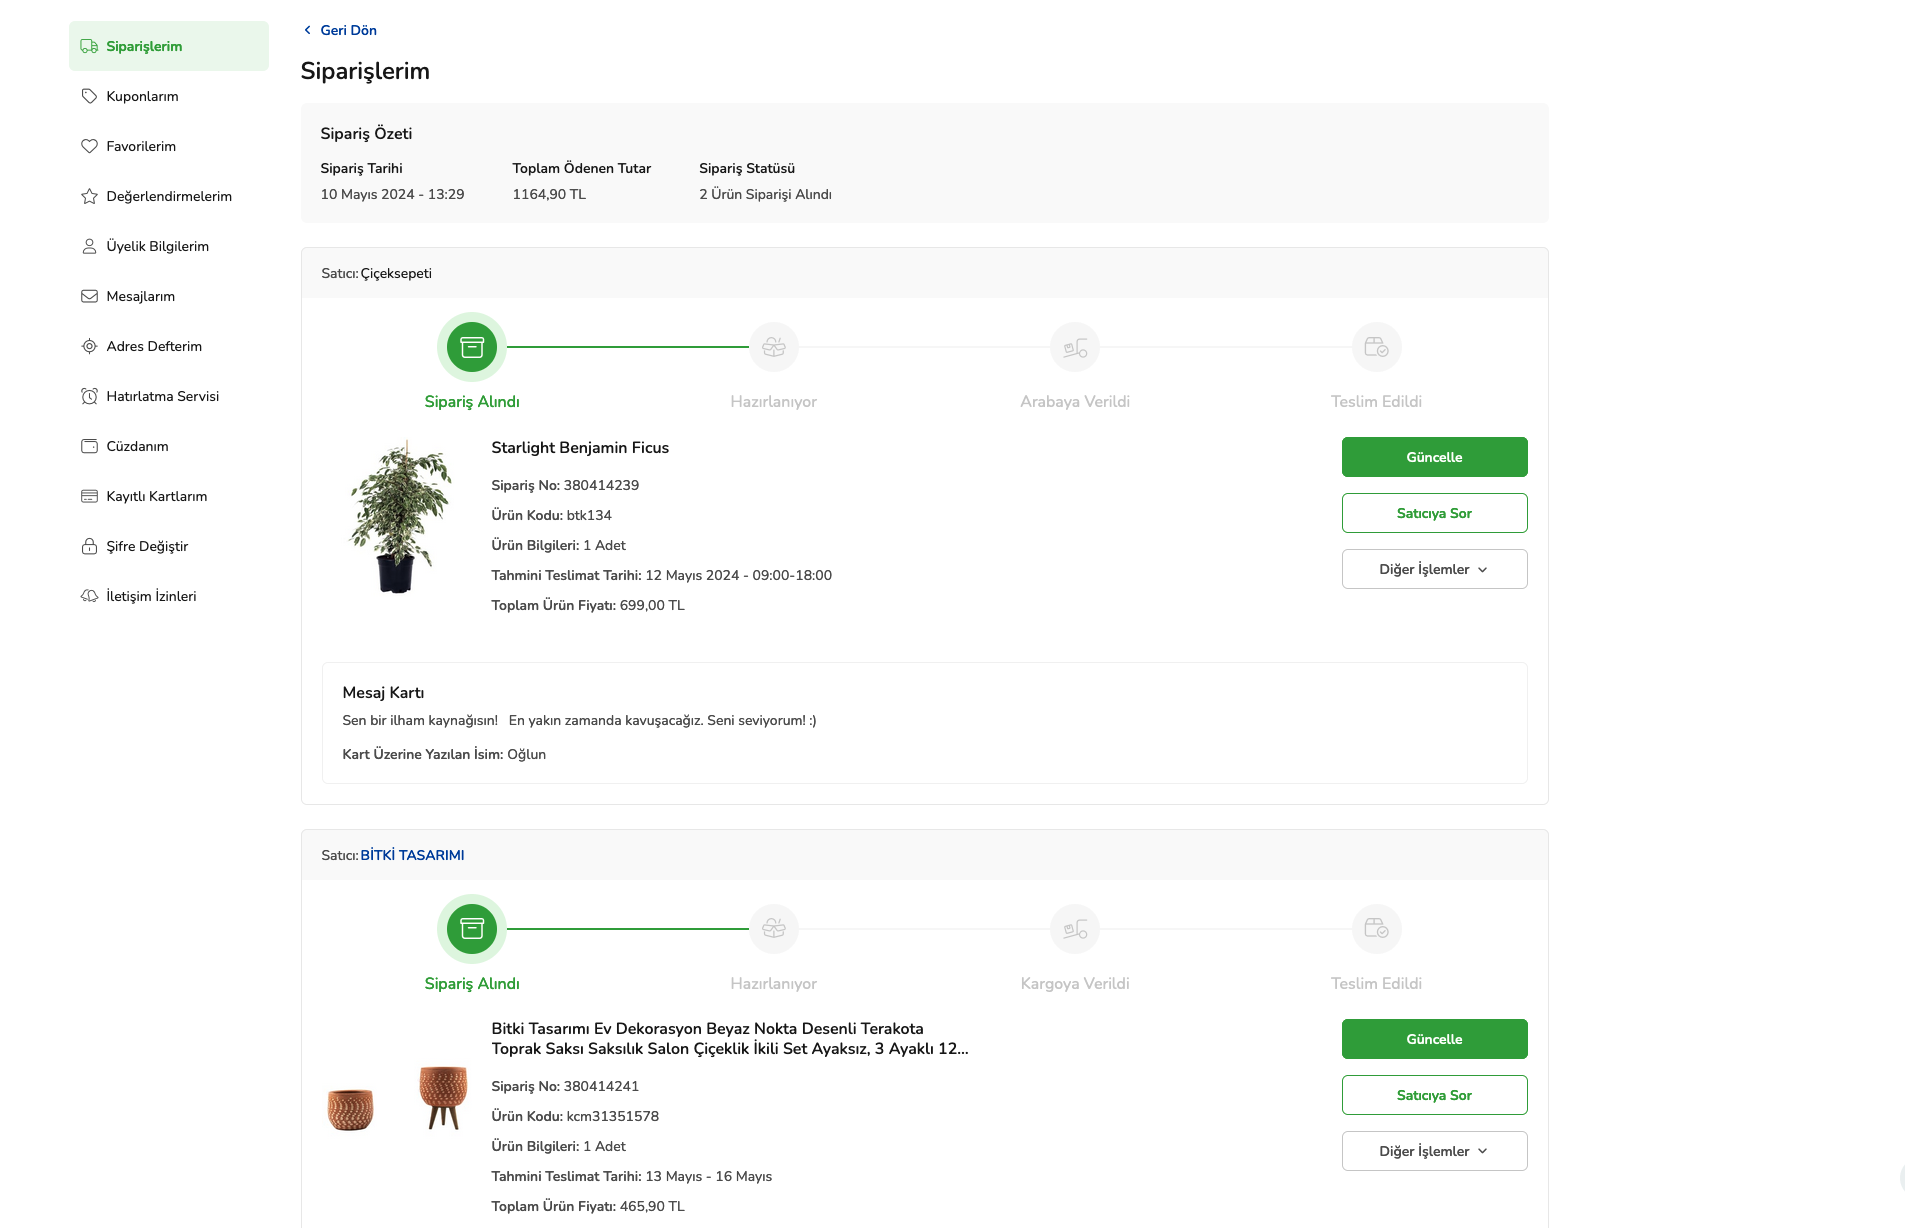 Siparişlerim
Kuponlarım
Favorilerim
Değerlendirmelerim
Üyelik Bilgilerim
Mesajlarım
Adres Defterim
Hatırlatma Servisi
Cüzdanım
Kayıtlı Kartlarım
Şifre Değiştir
İletişim İzinleri
Geri Dön
Siparişlerim
Sipariş Özeti
Sipariş Tarihi Toplam Ödenen Tutar Sipariş Statüsü
10 Mayıs 2024 - 13:29 1164,90 TL 2 Ürün Siparişi Alındı
Satıcı: Çiçeksepeti
Sipariş Alındı Hazırlanıyor Arabaya Verildi Teslim Edildi
Starlight Benjamin Ficus
Sipariş No: 380414239
Ürün Kodu: btk134
Ürün Bilgileri: 1 Adet
Tahmini Teslimat Tarihi: 12 Mayıs 2024 - 09:00-18:00
Toplam Ürün Fiyatı: 699,00 TL
Güncelle
Satıcıya Sor
Diğer İşlemler
Mesaj Kartı
Sen bir ilham kaynağısın! En yakın zamanda kavuşacağız. Seni seviyorum! :)
Kart Üzerine Yazılan İsim: Oğlun
Satıcı: BİTKİ TASARIMI
Sipariş Alındı Hazırlanıyor Kargoya Verildi Teslim Edildi
Bitki Tasarımı Ev Dekorasyon Beyaz Nokta Desenli Terakota
Toprak Saksı Saksılık Salon Çiçeklik İkili Set Ayaksız, 3 Ayaklı 12...
Sipariş No: 380414241
Ürün Kodu: kcm31351578
Ürün Bilgileri: 1 Adet
Tahmini Teslimat Tarihi: 13 Mayıs - 16 Mayıs
Toplam Ürün Fiyatı: 465,90 TL
Güncelle
Satıcıya Sor
Diğer İşlemler